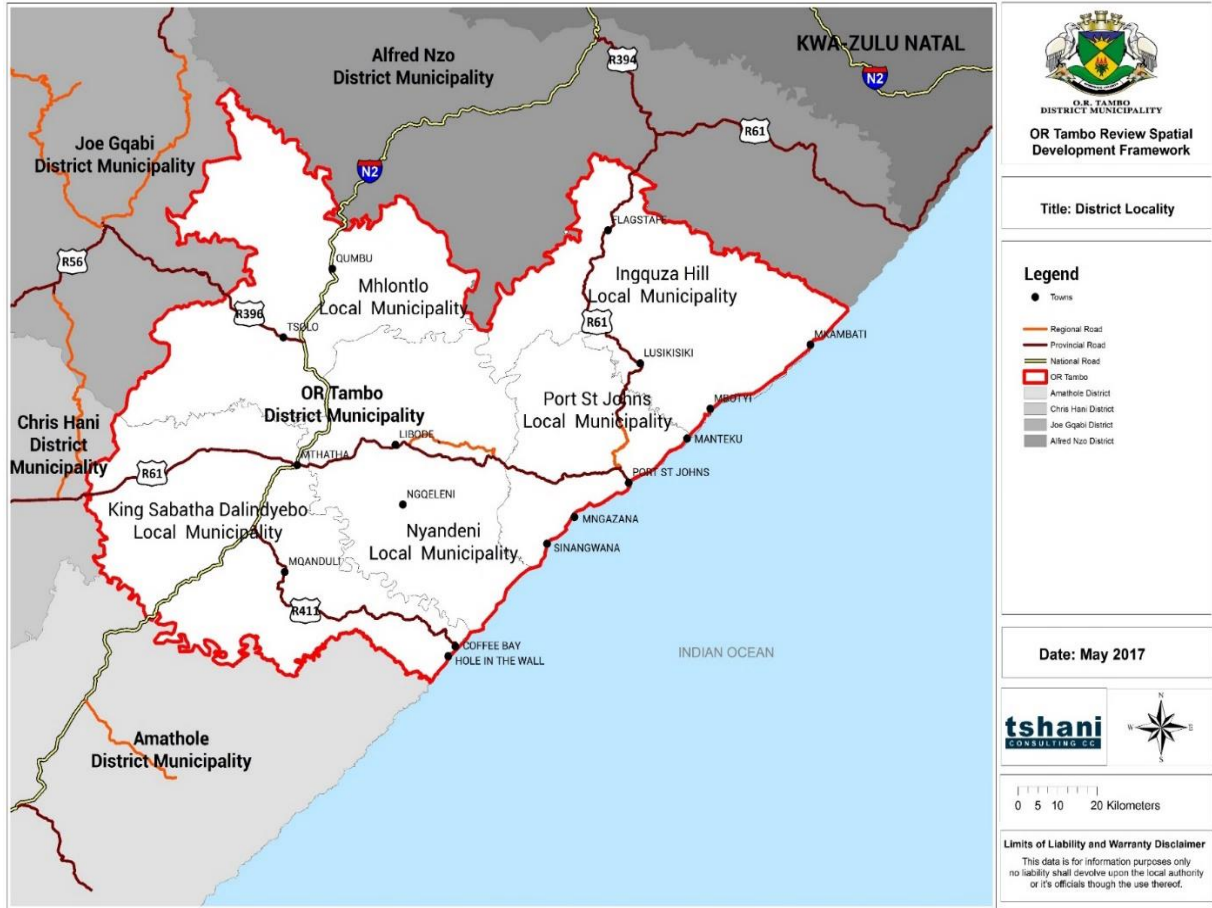 Alfred Nzo
District Municipality
KWA-ZULU NATAL
R394
N2
R61
Joe Gqabi
District Municipality
N2
R56
FLAGSTAFF
QUMBU
Mhlontlo
Local Municipality
Ingquza Hill
Local Municipality
R396
TSOLO
R61
MKAMBATI
LUSIKISIKI
OR Tambo
District Municipality
Port St Johns
Local Municipality
MBOTYI
Chris Hani
District
Municipality
LIBODE
MANTEKU
MTHATHA
R61
PORT ST JOHNS
King Sabatha Dalindyebo
Local Municipality
NGQELENI
MNGAZANA
Nyandeni
Local Municipality
SINANGWANA
MQANDULI
R411
COFFEE BAY
HOLE IN THE WALL
INDIAN OCEAN
Amathole
District Municipality
O.R. TAMBO
DISTRICT MUNICIPALITY
OR Tambo Review Spatial
Development Framework
Title: District Locality
Legend
Towns
Regional Road
Provincial Road
National Road
OR Tambo
Amathole District
Chris Hani District
Joe Gqabi District
Alfred Nzo District
Date: May 2017
tshani
CONSULTING CC
N
W E
S
0 5 10 20 Kilometers
Limits of Liability and Warranty Disclaimer
This data is for information purposes only
no liability shall devolve upon the local authority
or it's officials though the use thereof.